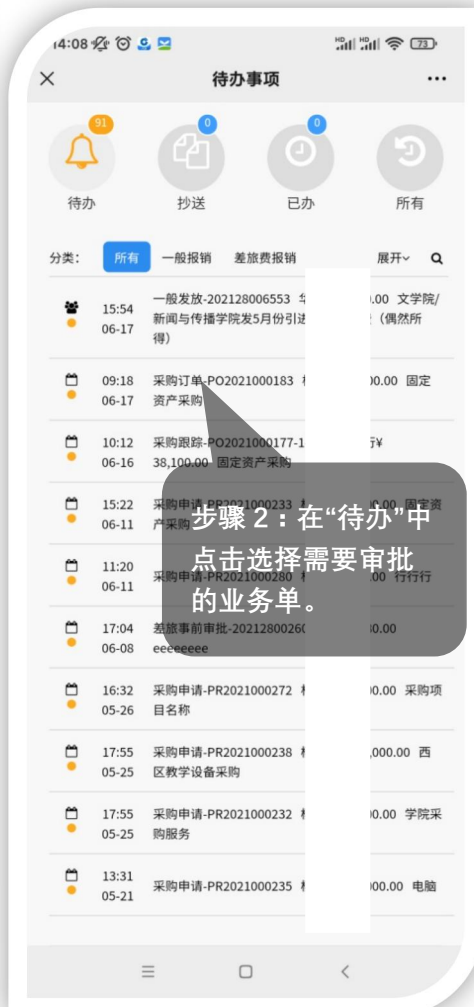 14:08 HD HD 73
待办事项
91 0 0
待办 抄送 已办 所有
分类: 所有 一般报销 差旅费报销 展开
15:54 一般发放-202128006553 .00 文学院/
06-17 新闻与传播学院发5月份引 (偶然所
得)
09:18 采购订单-PO2021000183 00.00 固定
06-17 资产采购
10:12 采购跟踪-PO2021000177-1 行¥
06-16 38,100.00 固定资产采购
15:22 采购申请-PR2021000233 0.00 固定资
06-11 产采购
11:20
采购申请-PR2021000280 .00 行行行
06-11
17:04 差旅事前审批-2021280026 0.00
06-08 eeeeeeee
16:32 采购申请-PR2021000272 0.00 采购项
05-26 目名称
17:55 采购申请-PR2021000238 ,000.00 西
05-25 区教学设备采购
17:55 采购申请-PR2021000232 0.00 学院采
05-25 购服务
13:31
采购申请-PR2021000235 000.00 电脑
05-21
步骤2:在“待办”中
点击选择需要审批
的业务单。